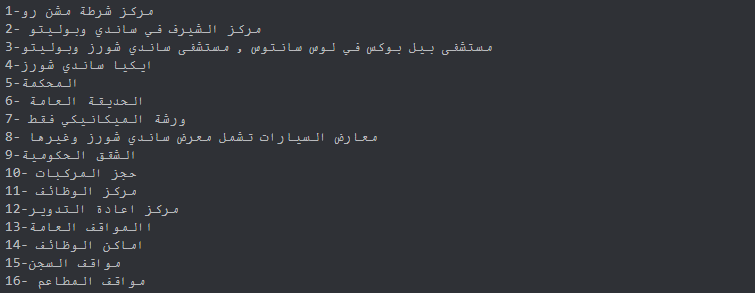 1-مركز شرطة مشن رو
2- مركز الشيرف في ساندي وبوليتو
3-مستشفى بيل بوكس في لوس سانتوس , مستشفى ساندي شورز وبوليتو
4-ايكيا ساندي شورز
5-المحكمة
6- الحديقة العامة
7- ورشة الميكانيكي فقط
8- معارض السيارات تشمل معرض ساندي شورز وغيرها
9-الشقق الحكومية
10- حجز المركبات
11- مركز الوظائف
12-مركز اعادة التدوير
13-االمواقف العامة
14- اماكن الوظائف
15-مواقف السجن
16- مواقف المطاعم